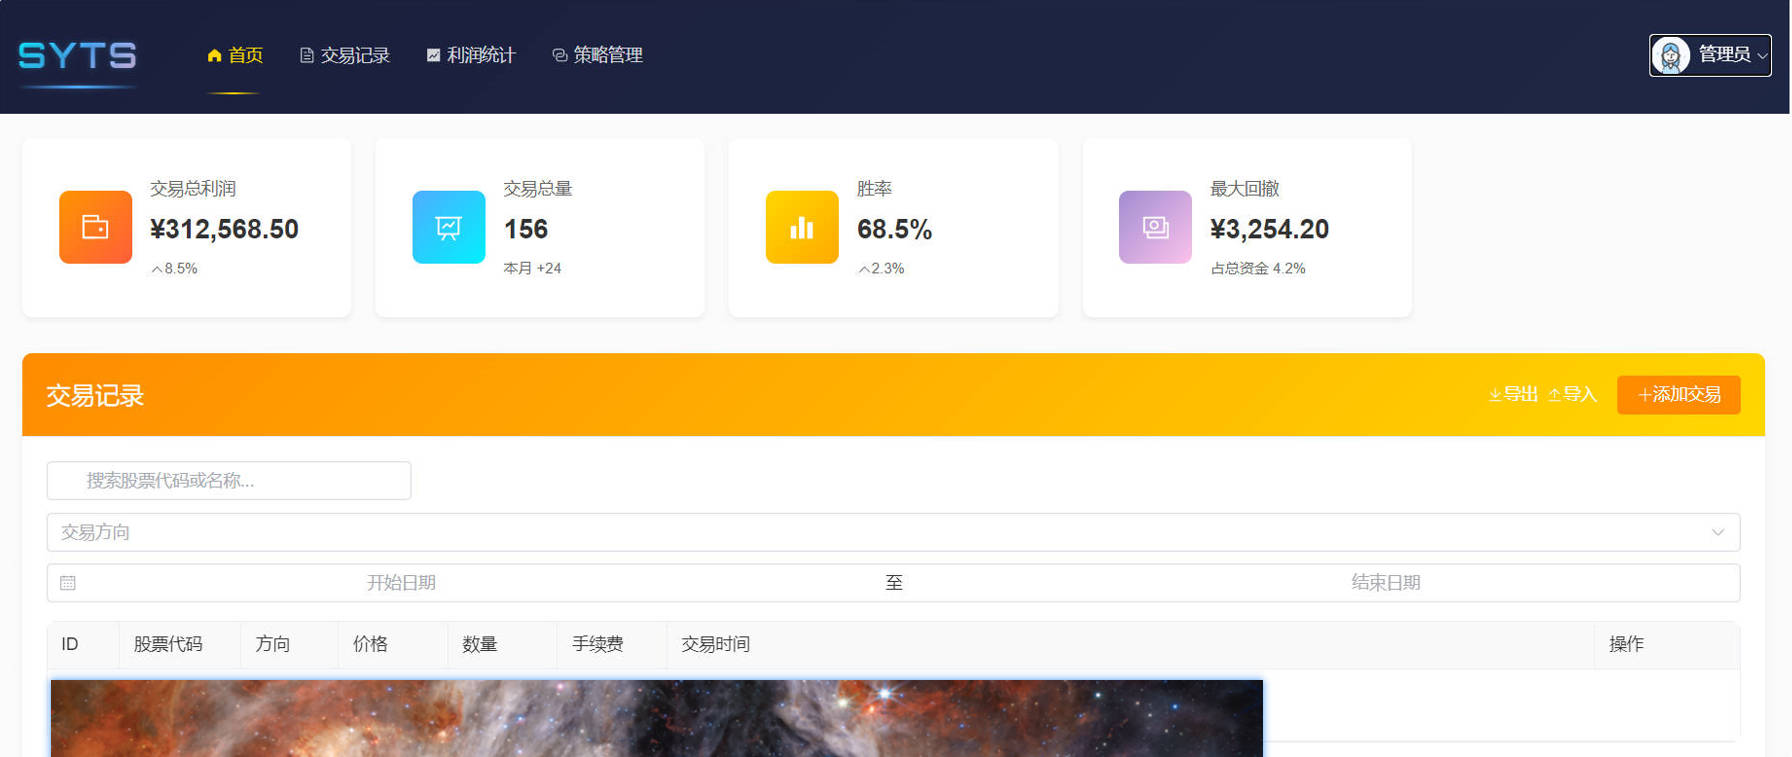 SYTS
首页
交易记录
利润统计
策略管理
管理员
交易总利润
¥312,568.50
8.5%
交易总量
156
本月 +24
胜率
68.5%
2.3%
最大回撤
¥3,254.20
占总资金 4.2%
交易记录
导出
导入
+添加交易
搜索股票代码或名称...
交易方向
开始日期 至 结束日期
ID 股票代码 方向 价格 数量 手续费 交易时间 操作